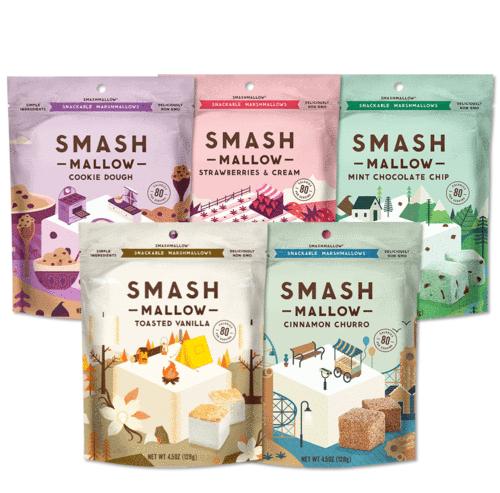 SMASHMALLOW
SIMPLE INGREDIENTS
SNACKABLE MARSHMALLOWS
DELICIOUSLY NON GMO
SMASH
MALLOW
COOKIE DOUGH
80
SMASHMALLOW
SNACKABLE MARSHMALLOWS
SMASH
MALLOW
STRAWBERRIES & CREAM
80
SMASHMALLOW
SNACKABLE MARSHMALLOWS
DELICIOUSLY NON GMO
SMASH
MALLOW
MINT CHOCOLATE CHIP
80
SMASHMALLOW
SIMPLE INGREDIENTS
SNACKABLE MARSHMALLOWS
DELICIOUSLY NON GMO
SMASH
MALLOW
TOASTED VANILLA
80
NET WT 4.5OZ (128g)
SMASHMALLOW
SIMPLE INGREDIENTS
SNACKABLE MARSHMALLOWS
DELICIOUSLY NON GMO
SMASH
MALLOW
CINNAMON CHURRO
80
NET WT 4.5OZ (128g)